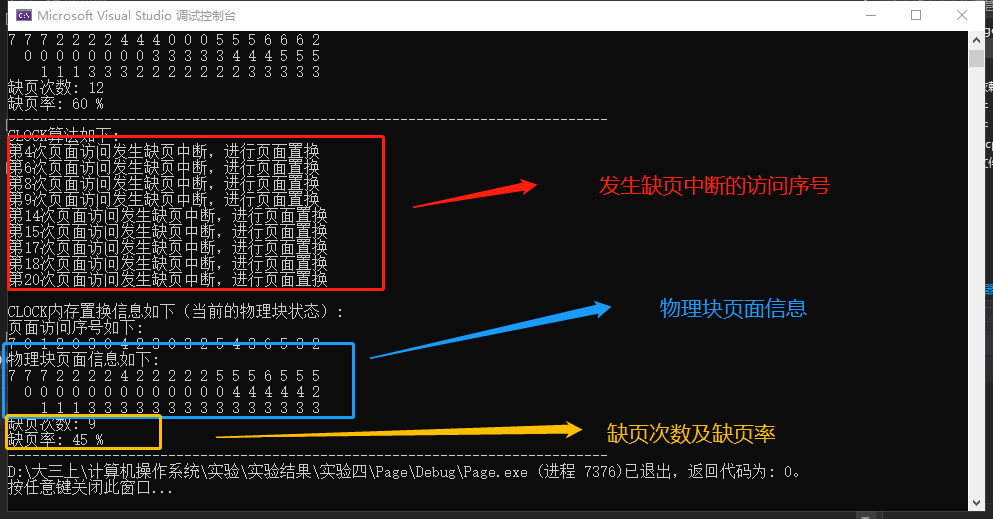 Microsoft Visual Studio 调试控制台
7 7 7 2 2 2 2 4 4 4 0 0 0 5 5 5 6 6 6 2
0 0 0 0 0 0 0 0 3 3 3 3 3 4 4 4 5 5 5
1 1 1 3 3 3 2 2 2 2 2 2 2 3 3 3 3 3
缺页次数: 12
缺页率: 60 %
---------------------------------------------------------------------------
CLOCK算法如下:
第4次页面访问发生缺页中断，进行页面置换
第6次页面访问发生缺页中断，进行页面置换
第8次页面访问发生缺页中断，进行页面置换
第9次页面访问发生缺页中断，进行页面置换
第14次页面访问发生缺页中断，进行页面置换
第15次页面访问发生缺页中断，进行页面置换
第17次页面访问发生缺页中断，进行页面置换
第18次页面访问发生缺页中断，进行页面置换
第20次页面访问发生缺页中断，进行页面置换
发生缺页中断的访问序号
CLOCK内存置换信息如下（当前的物理块状态）:
页面访问序号如下:
7 0 1 2 0 3 0 4 2 3 0 3 2 5 4 3 6 5 3 2
物理块页面信息如下:
7 7 7 2 2 2 2 4 2 2 2 2 2 5 5 5 6 5 5 5
0 0 0 0 0 0 0 0 0 0 0 0 0 4 4 4 4 4 2
1 1 1 3 3 3 3 3 3 3 3 3 3 3 3 3 3 3
物理块页面信息
缺页次数: 9
缺页率: 45 %
缺页次数及缺页率
---------------------------------------------------------------------------
D:\大三上\计算机操作系统\实验\实验结果\实验四\Page\Debug\Page.exe (进程 7376)已退出，返回代码为: 0。
按任意键关闭此窗口...